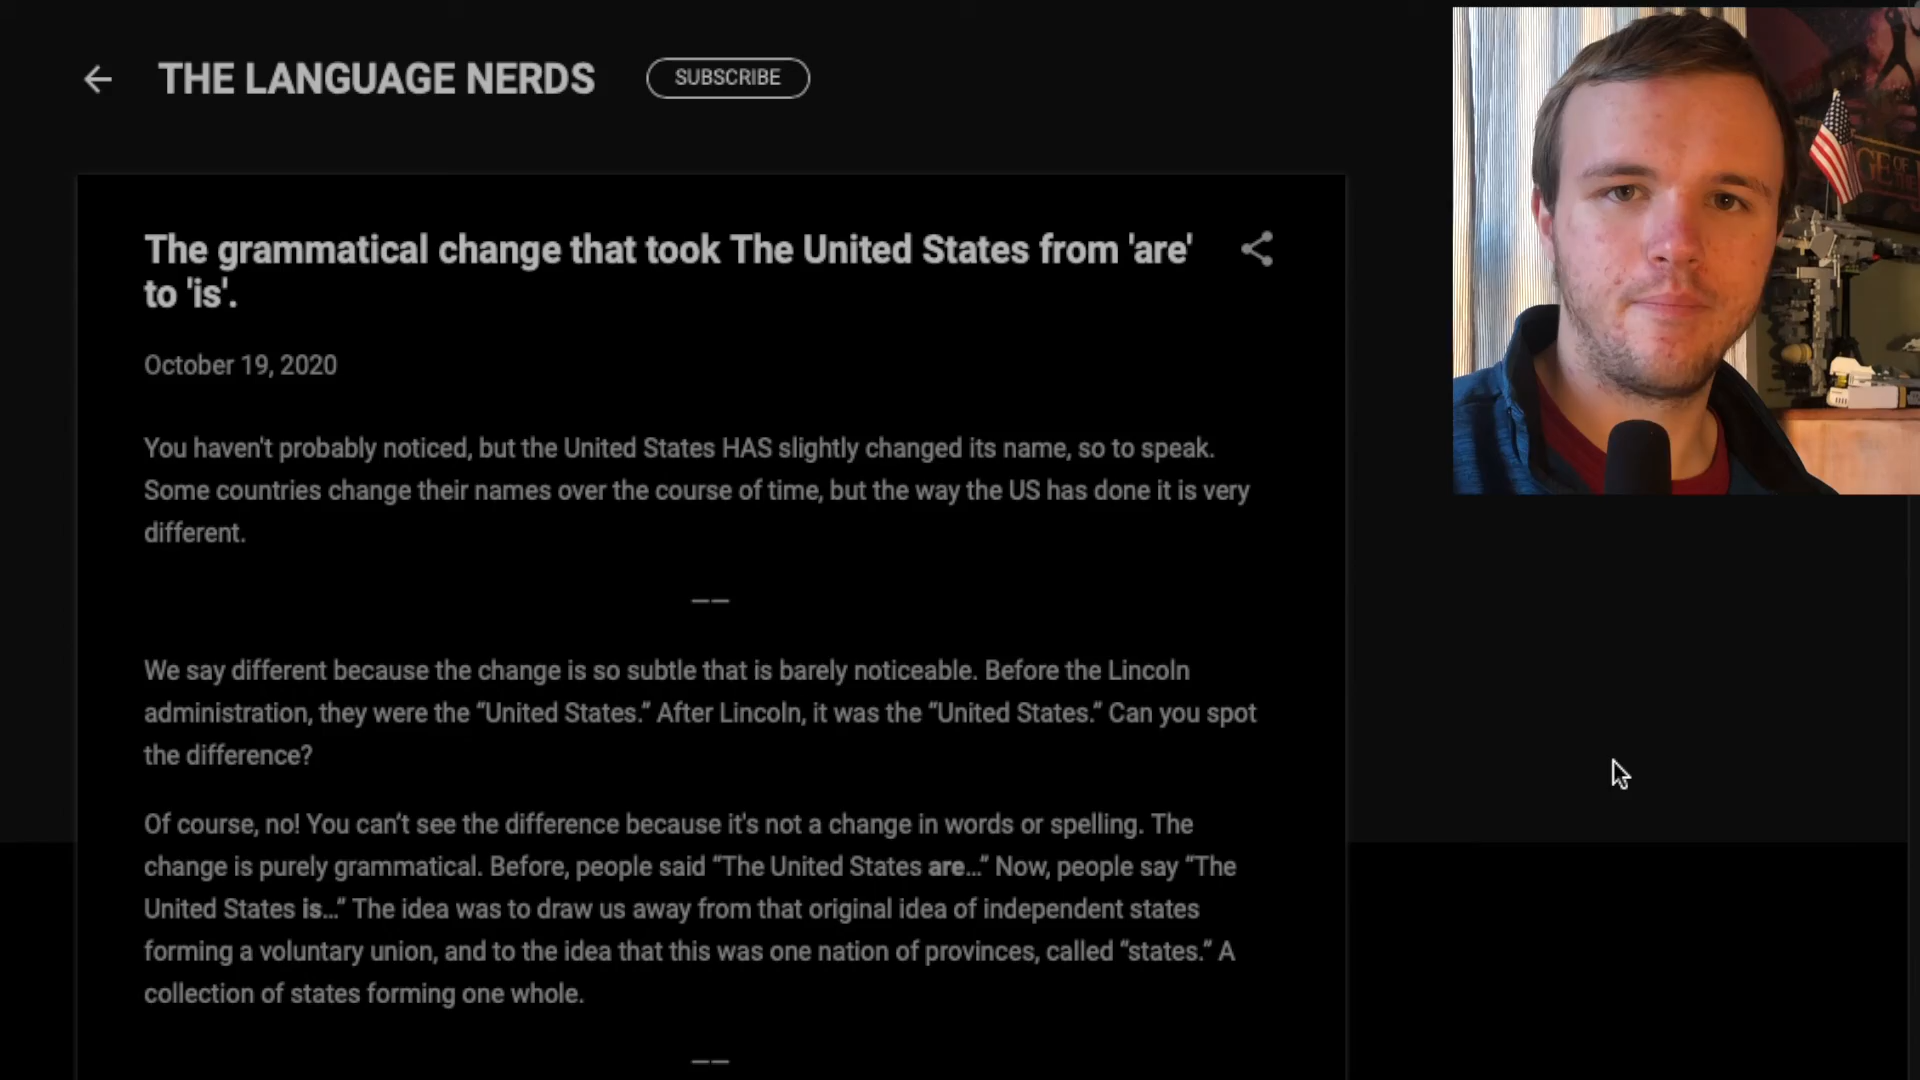 THE LANGUAGE NERDS
SUBSCRIBE
The grammatical change that took The United States from 'are'
to 'is'.
October 19, 2020
You haven't probably noticed, but the United States HAS slightly changed its name, so to speak.
Some countries change their names over the course of time, but the way the US has done it is very
different.
——
We say different because the change is so subtle that is barely noticeable. Before the Lincoln
administration, they were the “United States.” After Lincoln, it was the “United States.” Can you spot
the difference?
Of course, no! You can’t see the difference because it's not a change in words or spelling. The
change is purely grammatical. Before, people said “The United States are…” Now, people say “The
United States is…” The idea was to draw us away from that original idea of independent states
forming a voluntary union, and to the idea that this was one nation of provinces, called “states.” A
collection of states forming one whole.
——